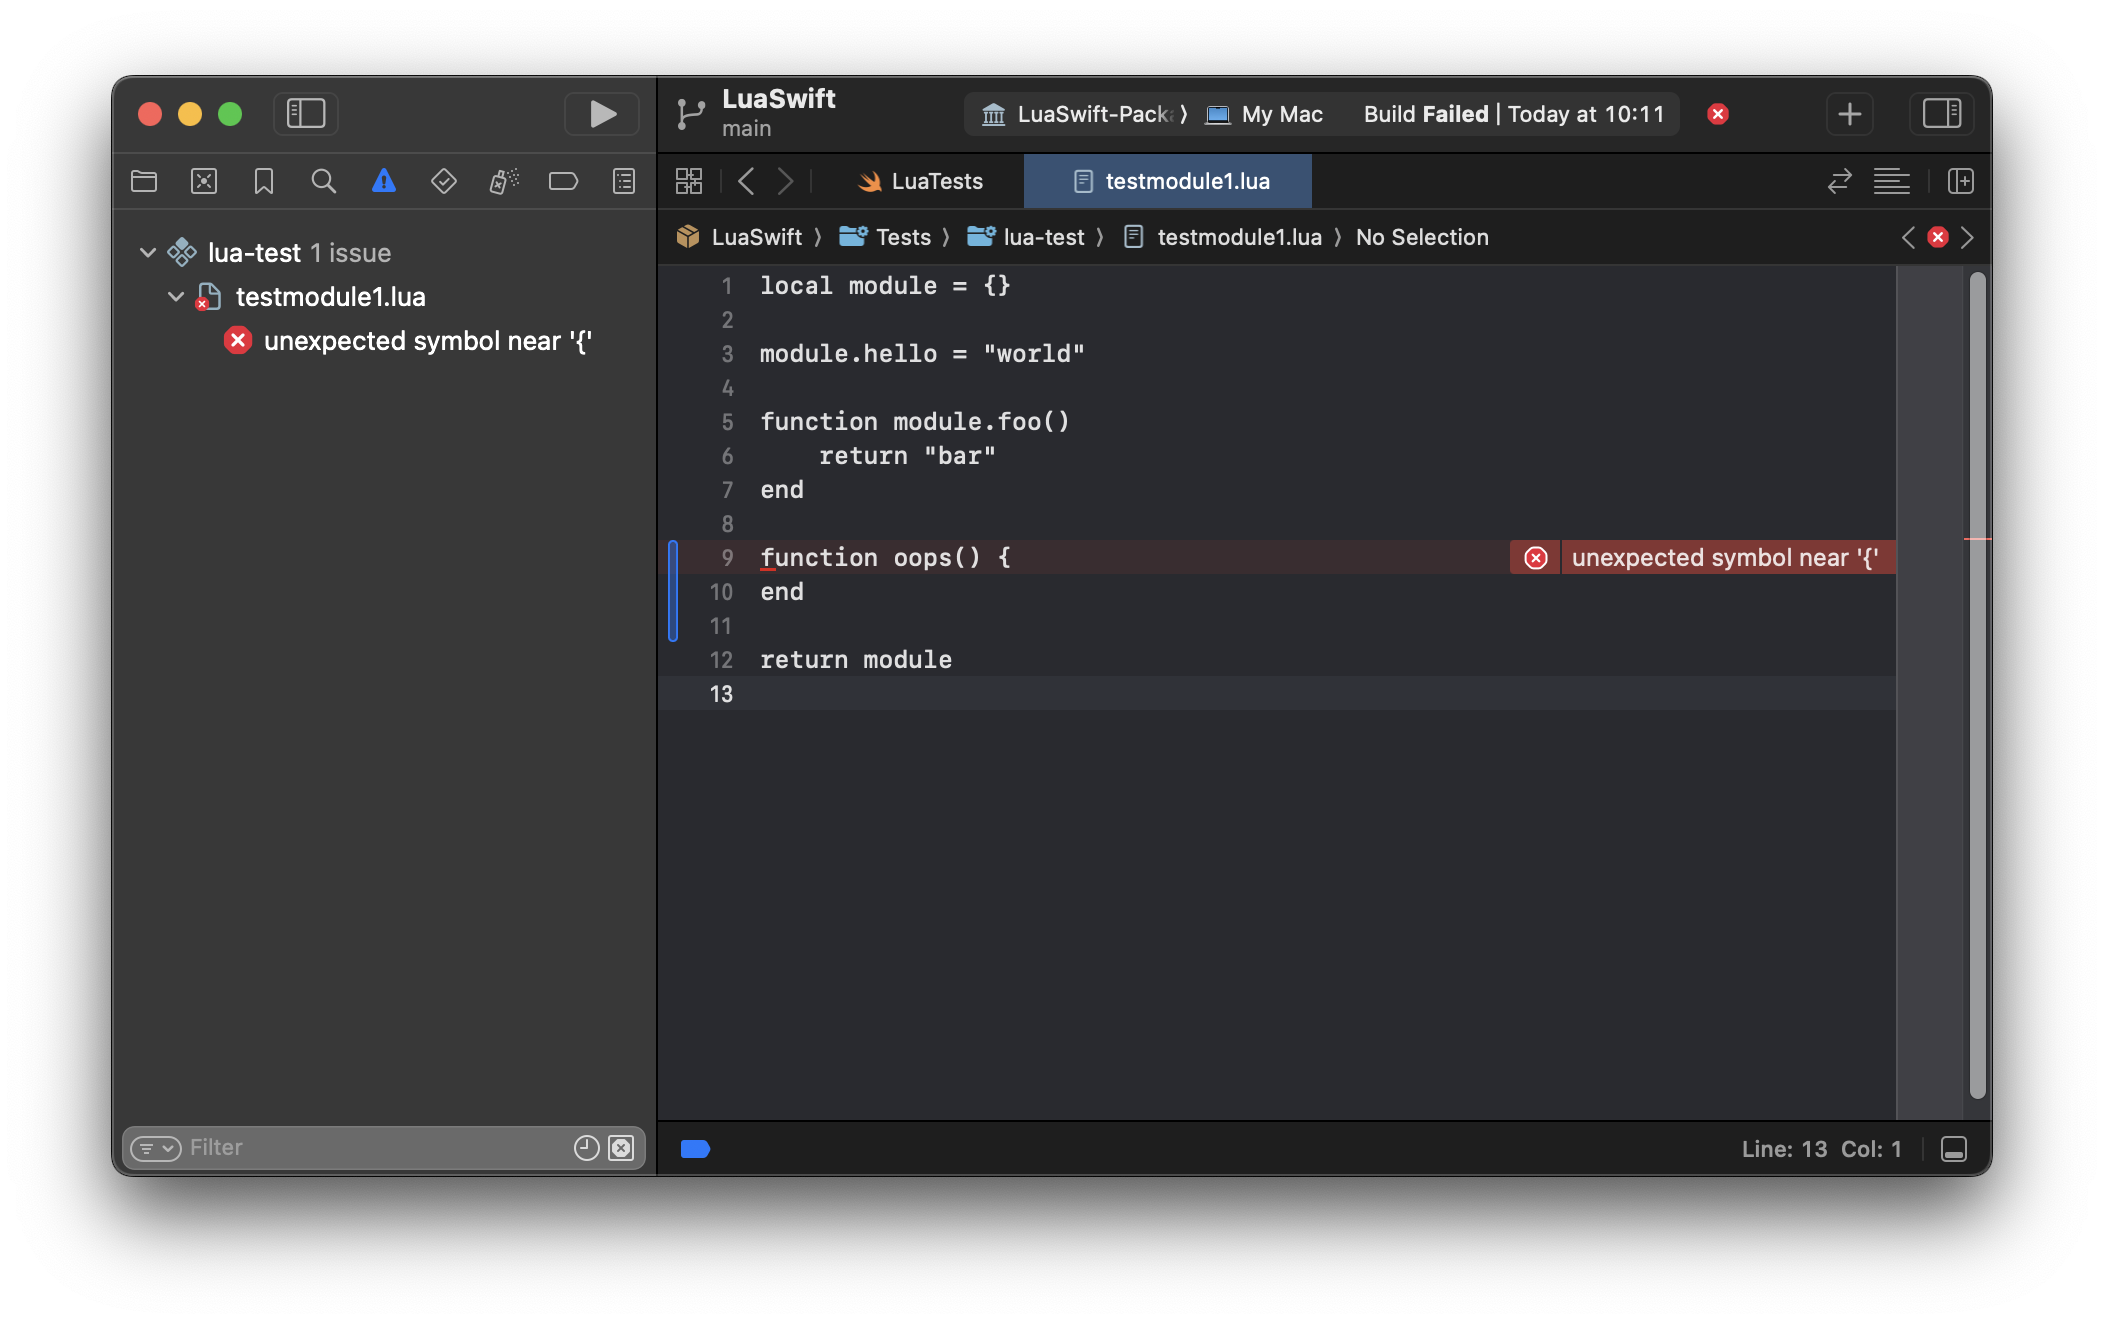 LuaSwift
main
LuaSwift-Pack
My Mac
Build Failed | Today at 10:11
LuaTests
testmodule1.lua
LuaSwift
Tests
lua-test
testmodule1.lua
No Selection
lua-test 1 issue
testmodule1.lua
unexpected symbol near '{'
1 local module = {}
2
3 module.hello = "world"
4
5 function module.foo()
6     return "bar"
7 end
8
9 function oops() {
unexpected symbol near '{'
10 end
11
12 return module
13
Filter
Line: 13 Col: 1